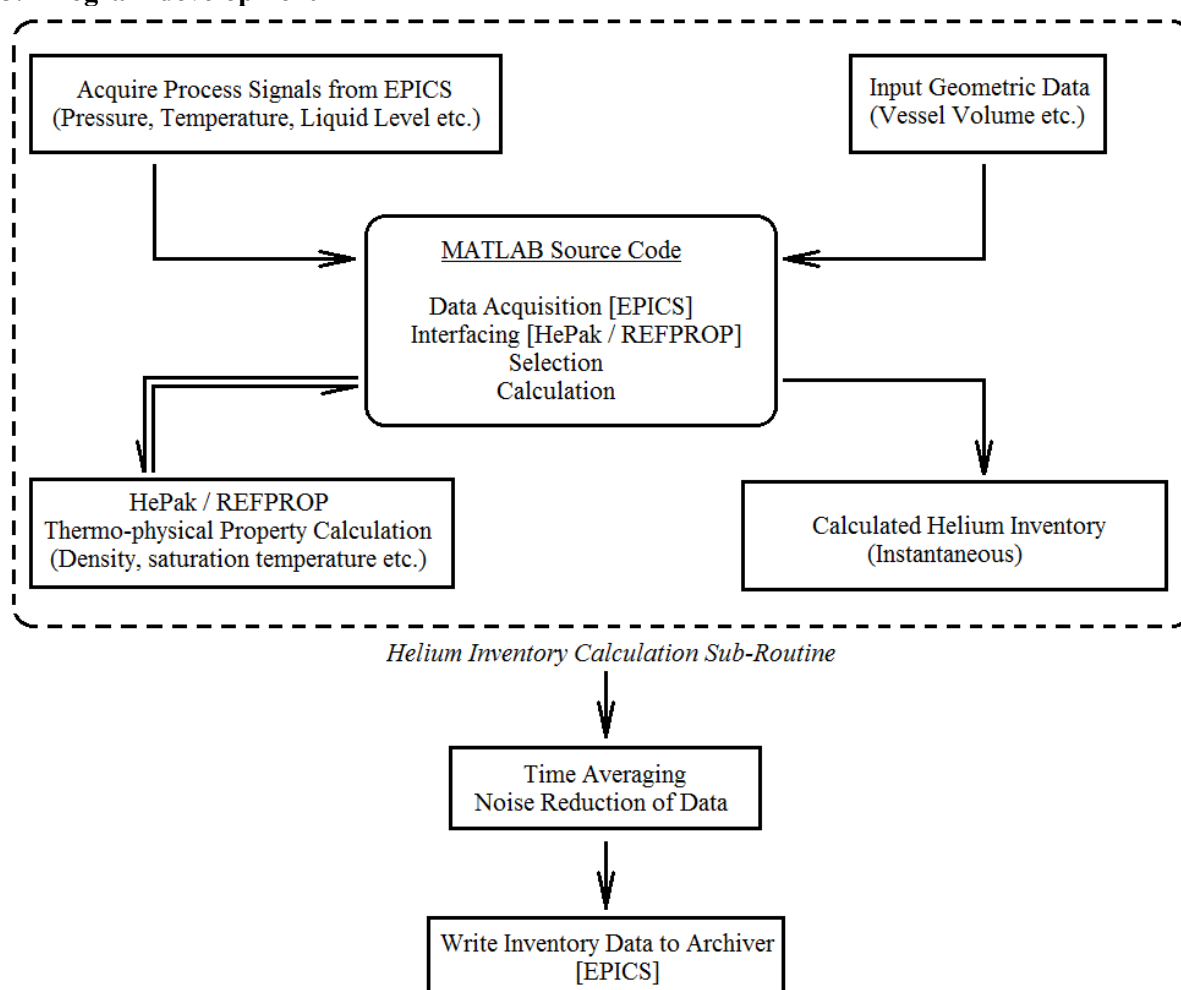 Acquire Process Signals from EPICS
(Pressure, Temperature, Liquid Level etc.)
Input Geometric Data
(Vessel Volume etc.)
MATLAB Source Code
Data Acquisition [EPICS]
Interfacing [HePak / REFPROP]
Selection
Calculation
HePak / REFPROP
Thermo-physical Property Calculation
(Density, saturation temperature etc.)
Calculated Helium Inventory
(Instantaneous)
Helium Inventory Calculation Sub-Routine
Time Averaging
Noise Reduction of Data
Write Inventory Data to Archiver
[EPICS]